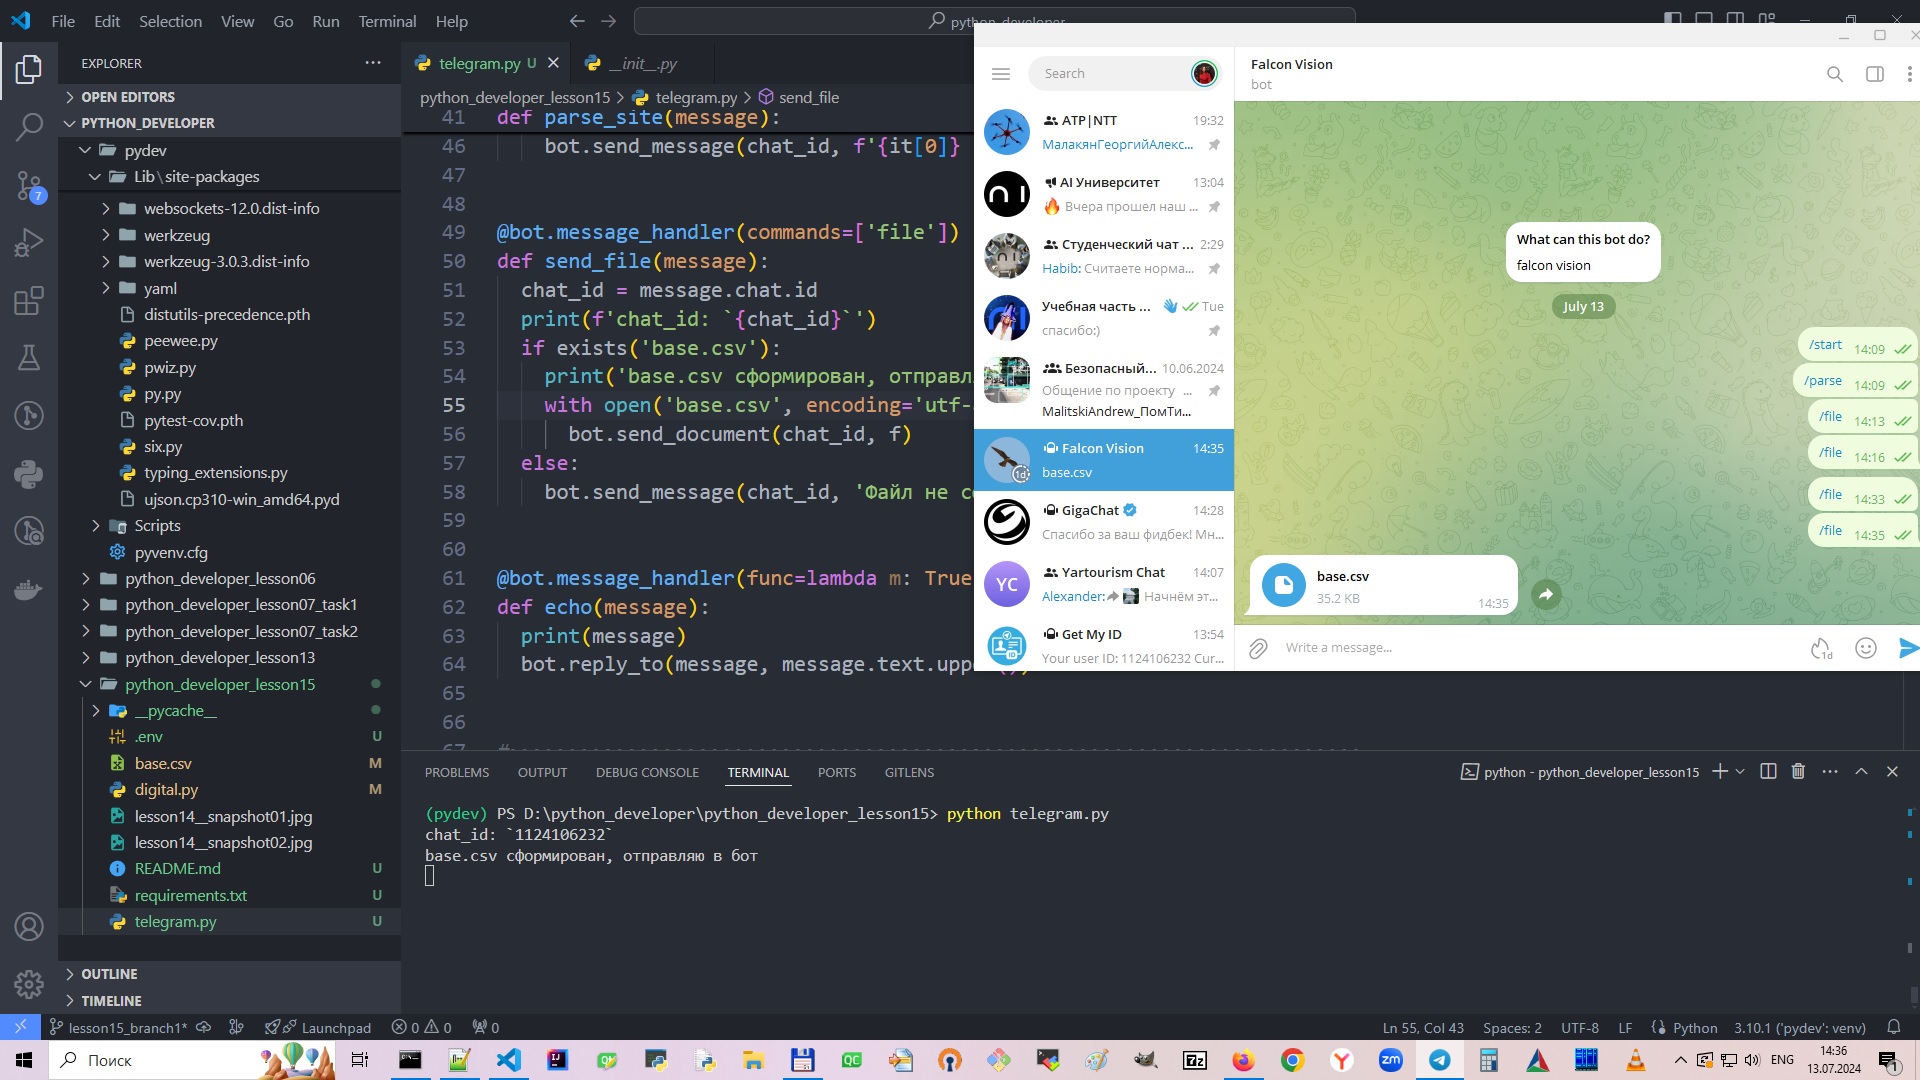 File Edit Selection View Go Run Terminal Help
python_developer
EXPLORER
OPEN EDITORS
PYTHON_DEVELOPER
pydev
Lib\site-packages
websockets-12.0.dist-info
werkzeug
werkzeug-3.0.3.dist-info
yaml
distutils-precedence.pth
peewee.py
pwiz.py
py.py
pytest-cov.pth
six.py
typing_extensions.py
ujson.cp310-win_amd64.pyd
Scripts
pyvenv.cfg
python_developer_lesson06
python_developer_lesson07_task1
python_developer_lesson07_task2
python_developer_lesson13
python_developer_lesson15
__pycache__
.env U
base.csv M
digital.py M
lesson14__snapshot01.jpg
lesson14__snapshot02.jpg
README.md U
requirements.txt U
telegram.py U
OUTLINE
TIMELINE
7
telegram.py U
__init__.py
python_developer_lesson15 > telegram.py > send_file
41 def parse_site(message):
46 bot.send_message(chat_id, f'{it[0]}
47
48
49 @bot.message_handler(commands=['file'])
50 def send_file(message):
51 chat_id = message.chat.id
52 print(f'chat_id: `{chat_id}`')
53 if exists('base.csv'):
54 print('base.csv сформирован, отправл
55 with open('base.csv', encoding='utf-
56 bot.send_document(chat_id, f)
57 else:
58 bot.send_message(chat_id, 'Файл не
59
60
61 @bot.message_handler(func=lambda m: True
62 def echo(message):
63 print(message)
64 bot.reply_to(message, message.text.uppe
65
66
67
PROBLEMS OUTPUT DEBUG CONSOLE TERMINAL PORTS GITLENS
python - python_developer_lesson15
(pydev) PS D:\python_developer\python_developer_lesson15> python telegram.py
chat_id: `1124106232`
base.csv сформирован, отправляю в бот
Search
ATP|NTT 19:32
МалакянГеоргийАлекс...
AI Университет 13:04
🔥 Вчера прошел наш ...
Студенческий чат ... 2:29
Habib: Считаете норма...
Учебная часть ... 👋 Tue
спасибо:)
Безопасный... 10.06.2024
Общение по проекту ...
MalitskiAndrew_ПомТи...
Falcon Vision 14:35
base.csv
1d
GigaChat 14:28
Спасибо за ваш фидбек! Мн...
YC
Yartourism Chat 14:07
Alexander: Начнём эт...
Get My ID 13:54
Your user ID: 1124106232 Cur...
Falcon Vision
bot
What can this bot do?
falcon vision
July 13
/start 14:09
/parse 14:09
/file 14:13
/file 14:16
/file 14:33
/file 14:35
base.csv
35.2 KB
14:35
Write a message...
1d
lesson15_branch1* Launchpad 0 0 0
Ln 55, Col 43 Spaces: 2 UTF-8 LF Python 3.10.1 ('pydev': venv)
Поиск
ENG
14:36
13.07.2024
1